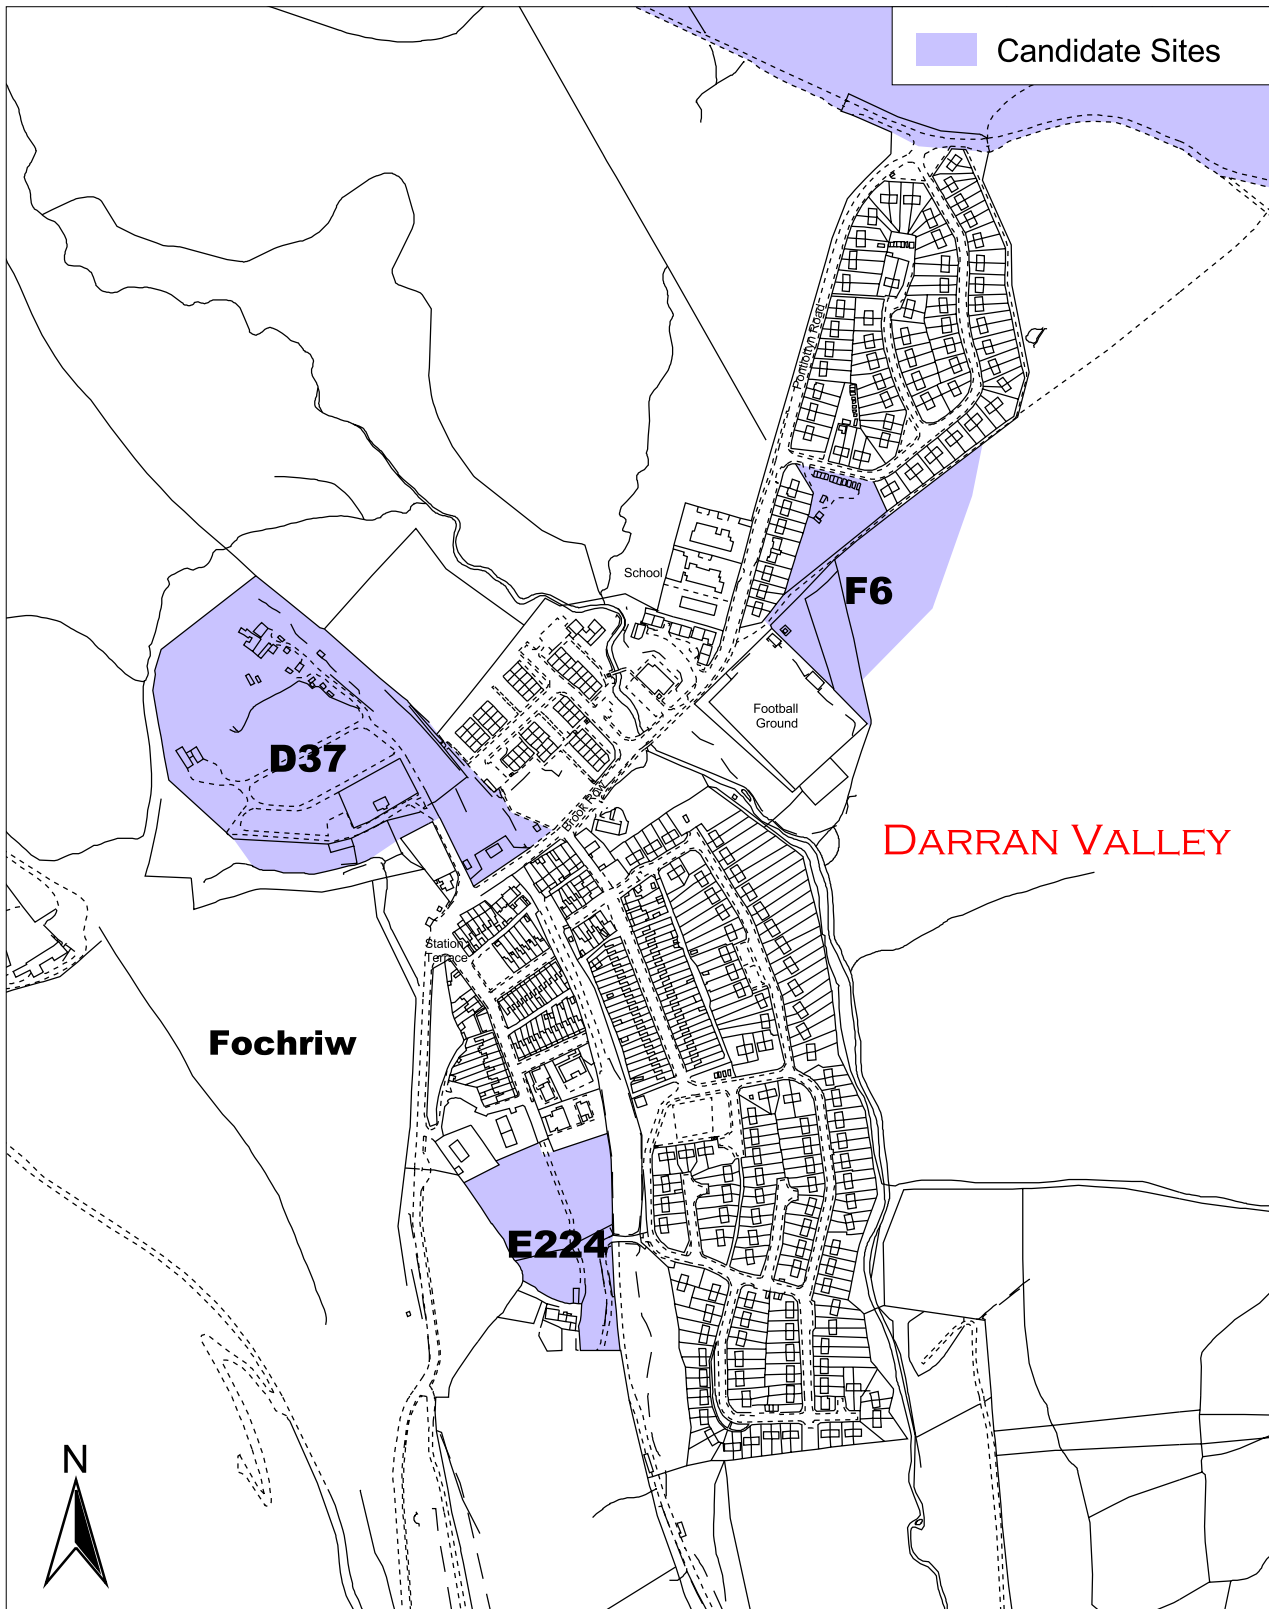 Candidate Sites
Pontlottyn Road
School
F6
Football
Ground
D37
Brook Row
DARRAN VALLEY
Station
Terrace
Fochriw
E224
N